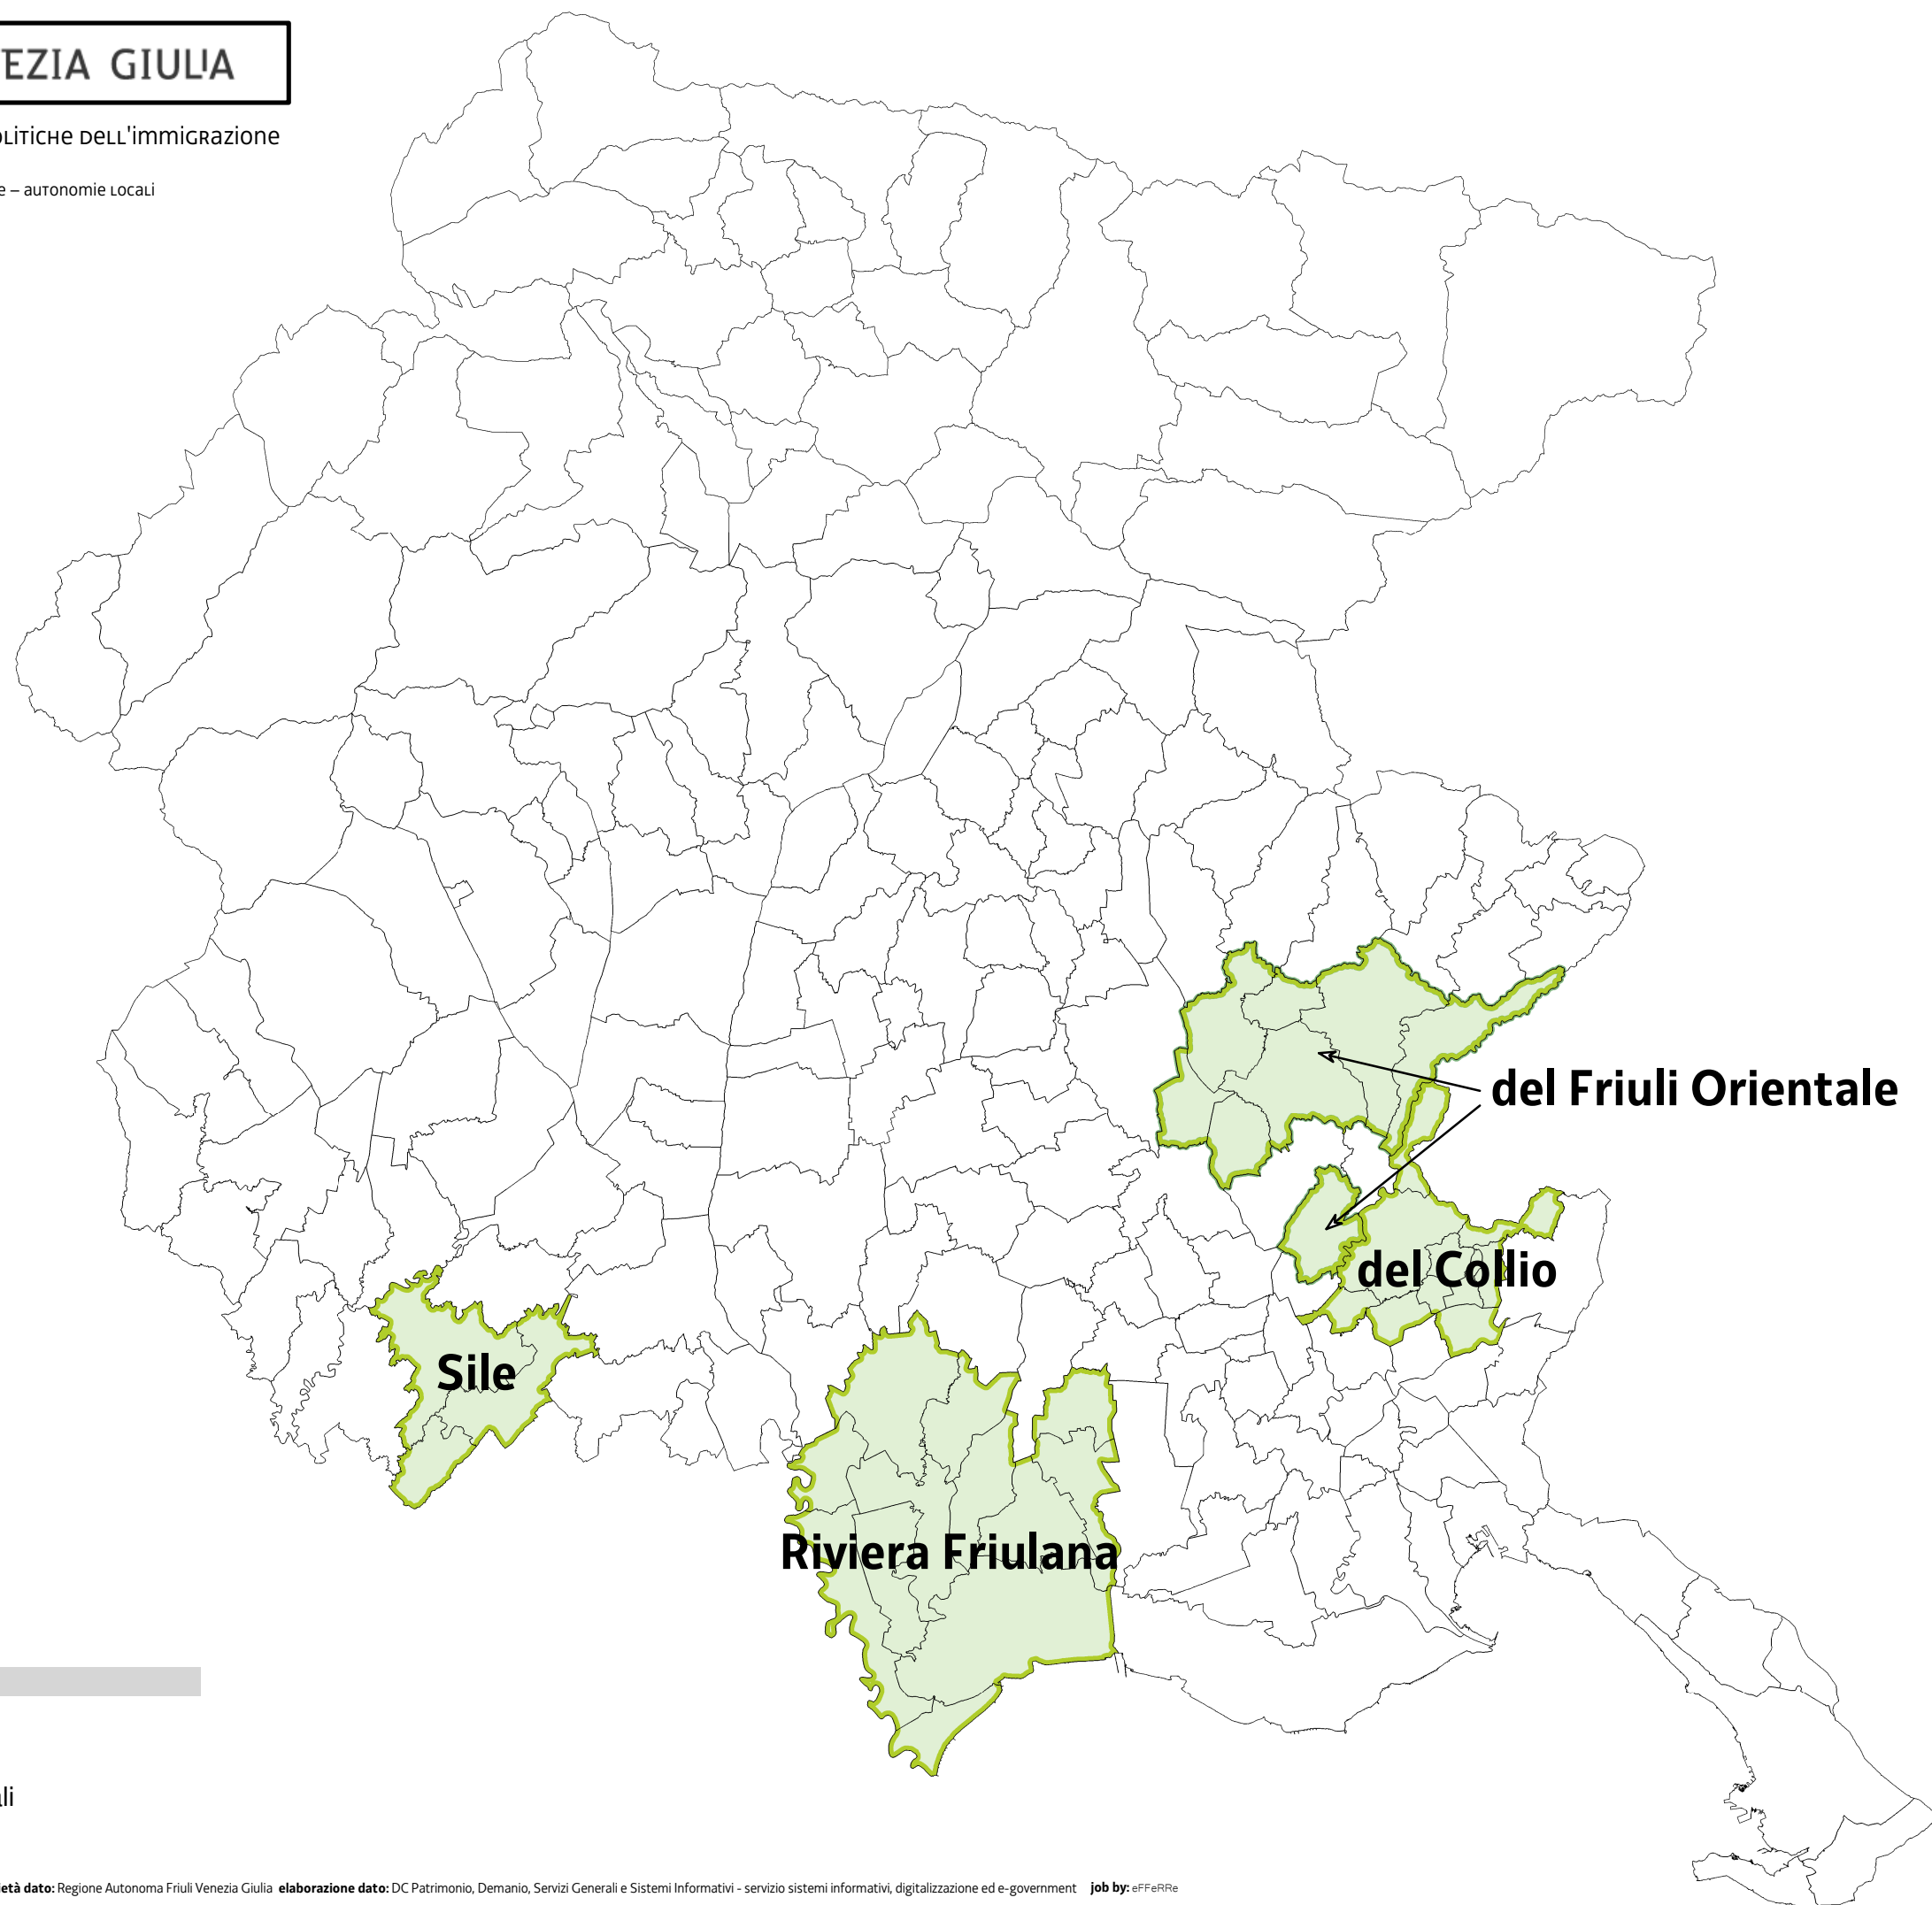 EZIA GIULIA
OLITICHE DELL'IMMIGRAZIONE
e – AUTONOMIE LOCALI
del Friuli Orientale
del Collio
Sile
Riviera Friulana
ali
ietà dato: Regione Autonoma Friuli Venezia Giulia elaborazione dato: DC Patrimonio, Demanio, Servizi Generali e Sistemi Informativi - servizio sistemi informativi, digitalizzazione ed e-government job by: eFFeRRe